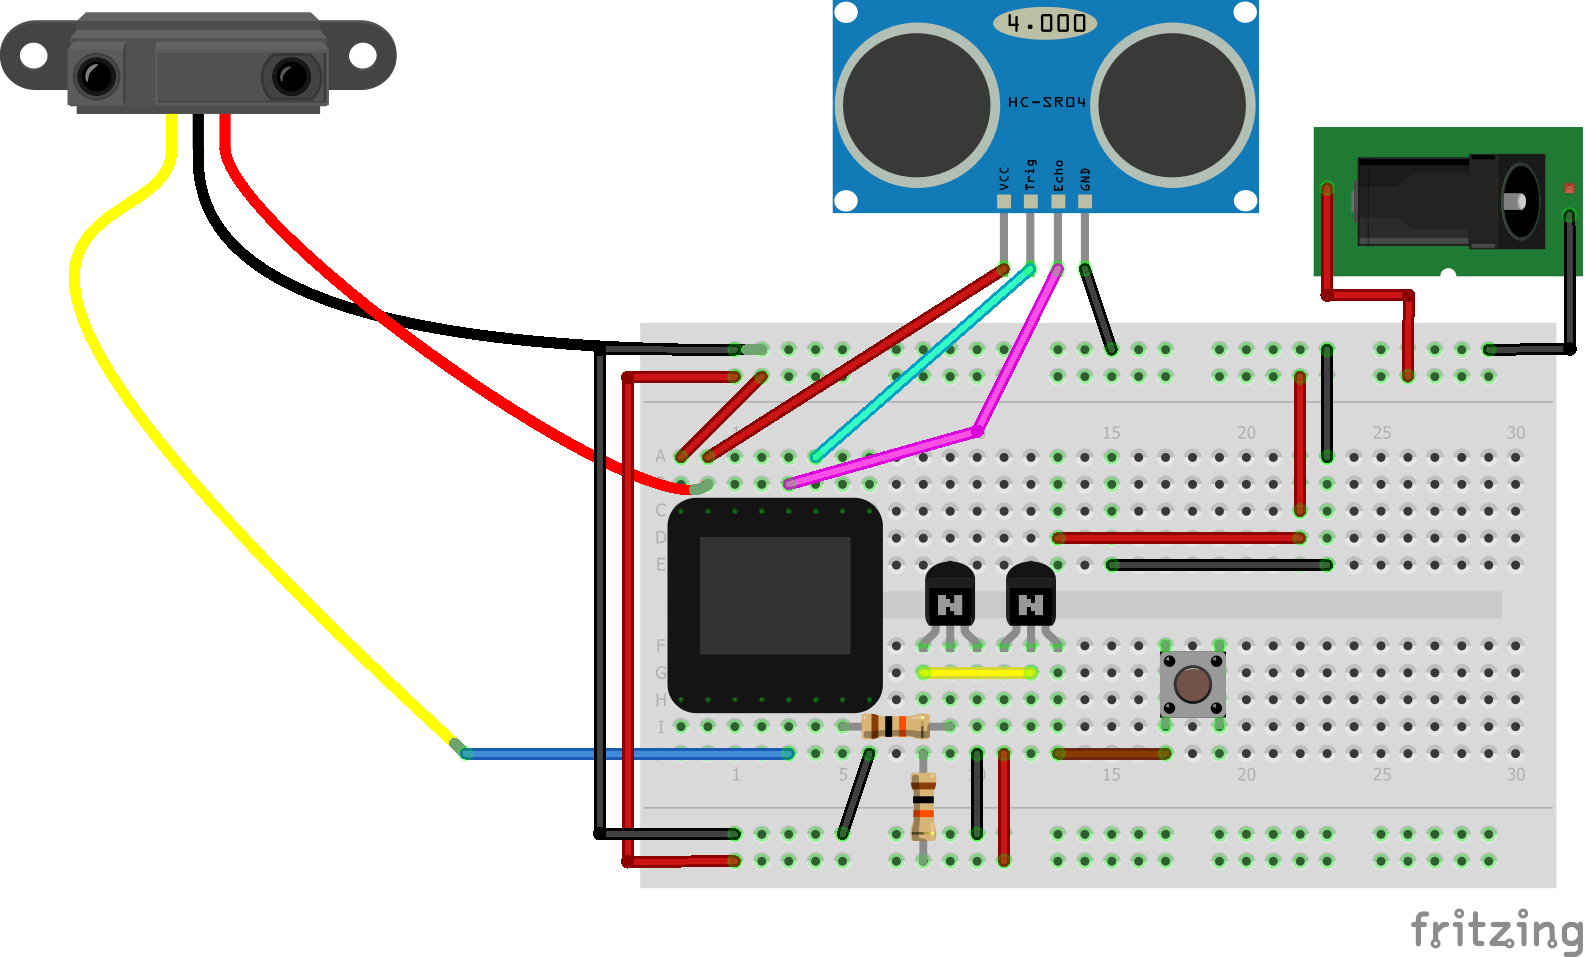 4.000
HC-SR04
VCC Trig Echo GND
1 15 20 25 30
A
C
D
E
F
G
H
I
1 5 15 20 25 30
N N
fritzing